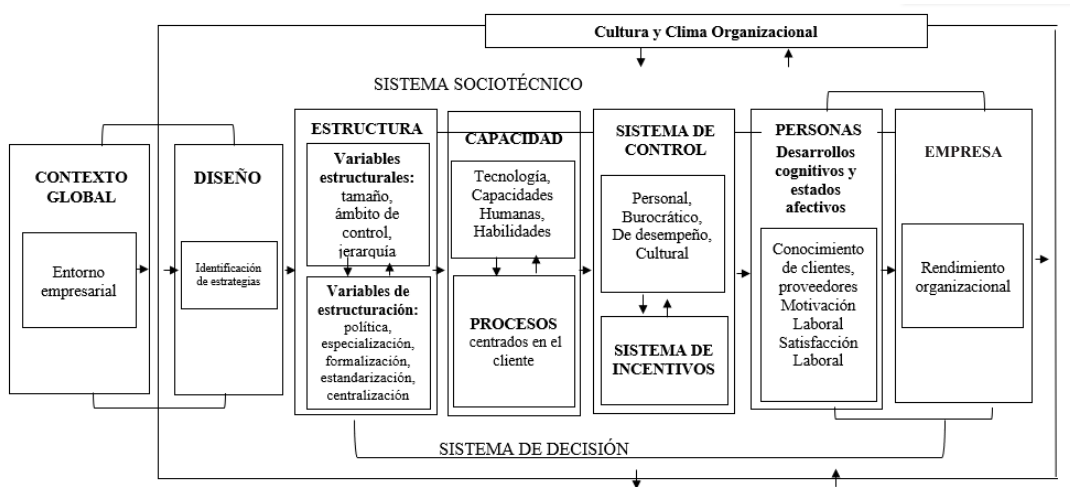 Cultura y Clima Organizacional
SISTEMA SOCIOTÉCNICO
CONTEXTO
GLOBAL
Entorno
empresarial
DISEÑO
Identificación
de estrategias
ESTRUCTURA
Variables
estructurales:
tamaño,
ámbito de
control,
jerarquía
Variables de
estructuración:
política,
especialización,
formalización,
estandarización,
centralización
CAPACIDAD
Tecnología,
Capacidades
Humanas,
Habilidades
PROCESOS
centrados en el
cliente
SISTEMA DE
CONTROL
Personal,
Burocrático,
De desempeño,
Cultural
SISTEMA DE
INCENTIVOS
PERSONAS
Desarrollos
cognitivos y
estados
afectivos
Conocimiento
de clientes,
proveedores
Motivación
Laboral
Satisfacción
Laboral
EMPRESA
Rendimiento
organizacional
SISTEMA DE DECISIÓN